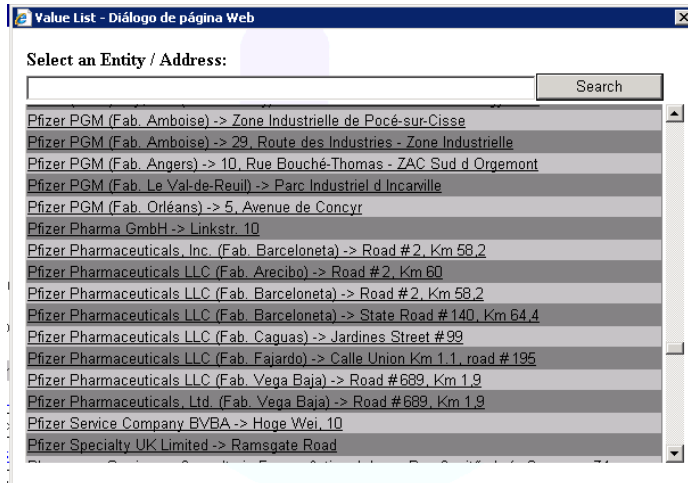 Value List - Diálogo de página Web
Select an Entity / Address:
Search
Pfizer PGM (Fab. Amboise) -> Zone Industrielle de Pocé-sur-Cisse
Pfizer PGM (Fab. Amboise) -> 29, Route des Industries - Zone Industrielle
Pfizer PGM (Fab. Angers) -> 10, Rue Bouché-Thomas - ZAC Sud d Orgemont
Pfizer PGM (Fab. Le Val-de-Reuil) -> Parc Industriel d Incarville
Pfizer PGM (Fab. Orléans) -> 5, Avenue de Concyr
Pfizer Pharma GmbH -> Linkstr. 10
Pfizer Pharmaceuticals, Inc. (Fab. Barceloneta) -> Road #2, Km 58,2
Pfizer Pharmaceuticals LLC (Fab. Arecibo) -> Road #2, Km 60
Pfizer Pharmaceuticals LLC (Fab. Barceloneta) -> Road #2, Km 58,2
Pfizer Pharmaceuticals LLC (Fab. Barceloneta) -> State Road #140, Km 64,4
Pfizer Pharmaceuticals LLC (Fab. Caguas) -> Jardines Street #99
Pfizer Pharmaceuticals LLC (Fab. Fajardo) -> Calle Union Km 1.1, road #195
Pfizer Pharmaceuticals LLC (Fab. Vega Baja) -> Road #689, Km 1,9
Pfizer Pharmaceuticals, Ltd. (Fab. Vega Baja) -> Road #689, Km 1,9
Pfizer Service Company BVBA -> Hoge Wei, 10
Pfizer Specialty UK Limited -> Ramsgate Road